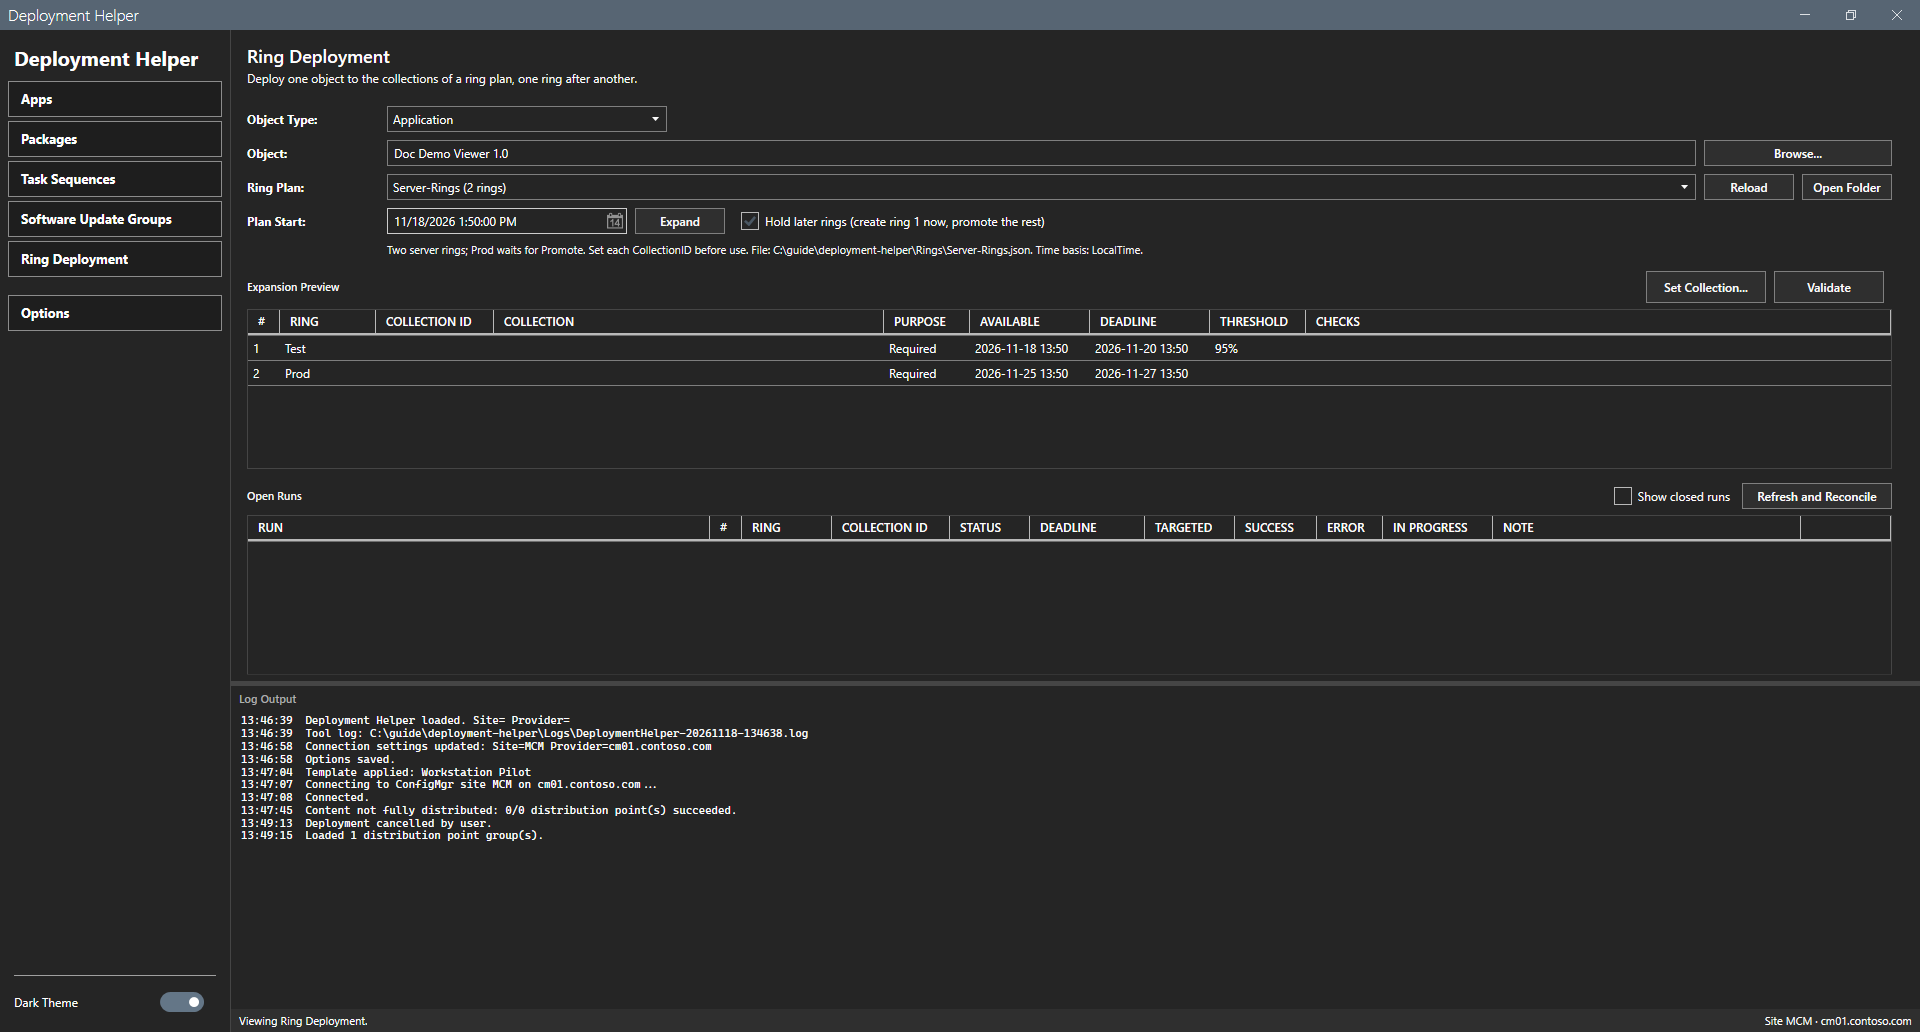 Deployment Helper
Deployment Helper
Apps
Packages
Task Sequences
Software Update Groups
Ring Deployment
Options
Dark Theme
Ring Deployment
Deploy one object to the collections of a ring plan, one ring after another.
Object Type: Application
Object: Doc Demo Viewer 1.0 Browse...
Ring Plan: Server-Rings (2 rings) Reload Open Folder
Plan Start: 11/18/2026 1:50:00 PM 14 Expand Hold later rings (create ring 1 now, promote the rest)
Two server rings; Prod waits for Promote. Set each CollectionID before use. File: C:\guide\deployment-helper\Rings\Server-Rings.json. Time basis: LocalTime.
Expansion Preview Set Collection... Validate
# RING COLLECTION ID COLLECTION PURPOSE AVAILABLE DEADLINE THRESHOLD CHECKS
1 Test Required 2026-11-18 13:50 2026-11-20 13:50 95%
2 Prod Required 2026-11-25 13:50 2026-11-27 13:50
Open Runs Show closed runs Refresh and Reconcile
RUN # RING COLLECTION ID STATUS DEADLINE TARGETED SUCCESS ERROR IN PROGRESS NOTE
Log Output
13:46:39 Deployment Helper loaded. Site= Provider=
13:46:39 Tool log: C:\guide\deployment-helper\Logs\DeploymentHelper-20261118-134638.log
13:46:58 Connection settings updated: Site=MCM Provider=cm01.contoso.com
13:46:58 Options saved.
13:47:04 Template applied: Workstation Pilot
13:47:07 Connecting to ConfigMgr site MCM on cm01.contoso.com...
13:47:08 Connected.
13:47:45 Content not fully distributed: 0/0 distribution point(s) succeeded.
13:49:13 Deployment cancelled by user.
13:49:15 Loaded 1 distribution point group(s).
Viewing Ring Deployment. Site MCM · cm01.contoso.com